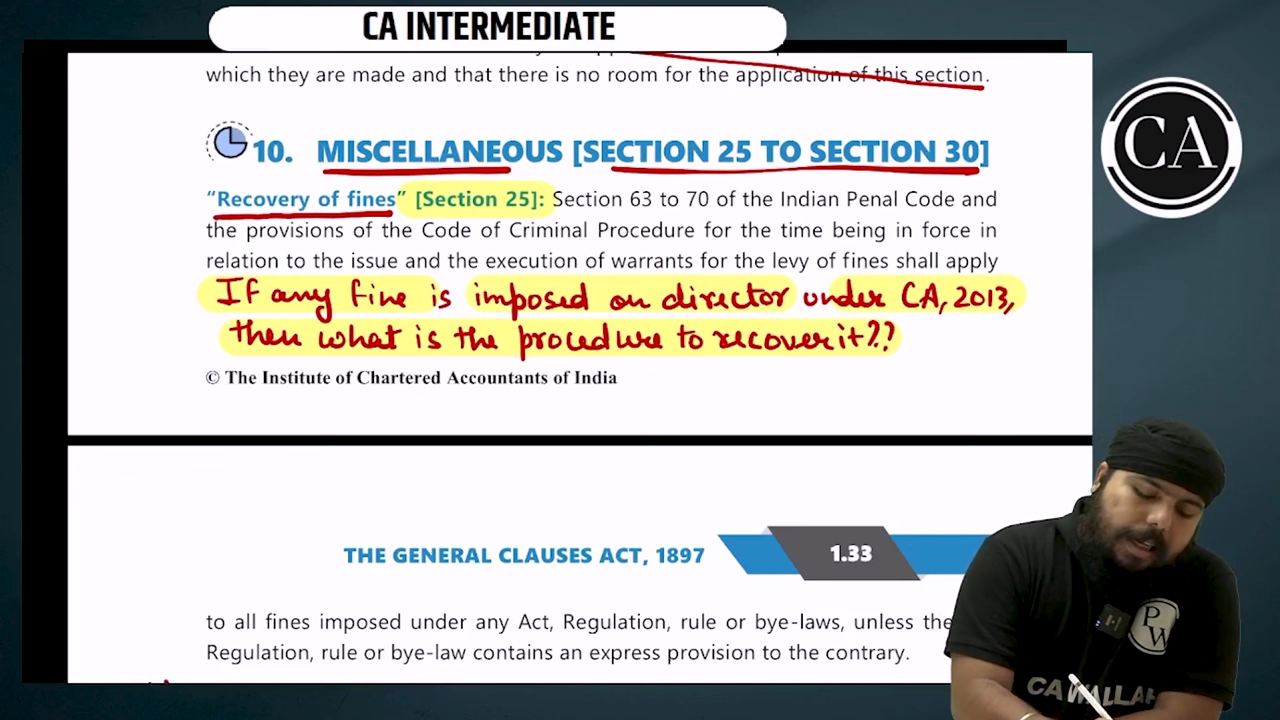 CA INTERMEDIATE
which they are made and that there is no room for the application of this section.
CA
10. MISCELLANEOUS [SECTION 25 TO SECTION 30]
“Recovery of fines” [Section 25]: Section 63 to 70 of the Indian Penal Code and
the provisions of the Code of Criminal Procedure for the time being in force in
relation to the issue and the execution of warrants for the levy of fines shall apply
If any fine is imposed on director under CA, 2013,
then what is the procedure to recover it??
© The Institute of Chartered Accountants of India
THE GENERAL CLAUSES ACT, 1897 1.33
to all fines imposed under any Act, Regulation, rule or bye-laws, unless the
Regulation, rule or bye-law contains an express provision to the contrary.
PW
CA WALLAH